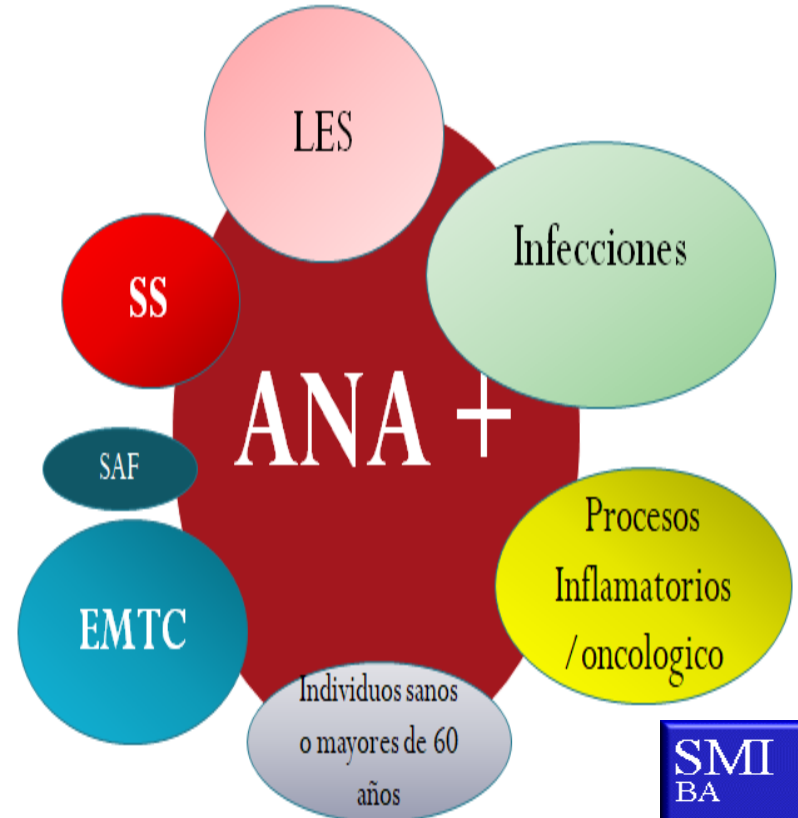 LES
Infecciones
SS
ANA +
SAF
Procesos
Inflamatorios
/oncologico
EMTC
Individuos sanos
o mayores de 60
años
SMI
BA